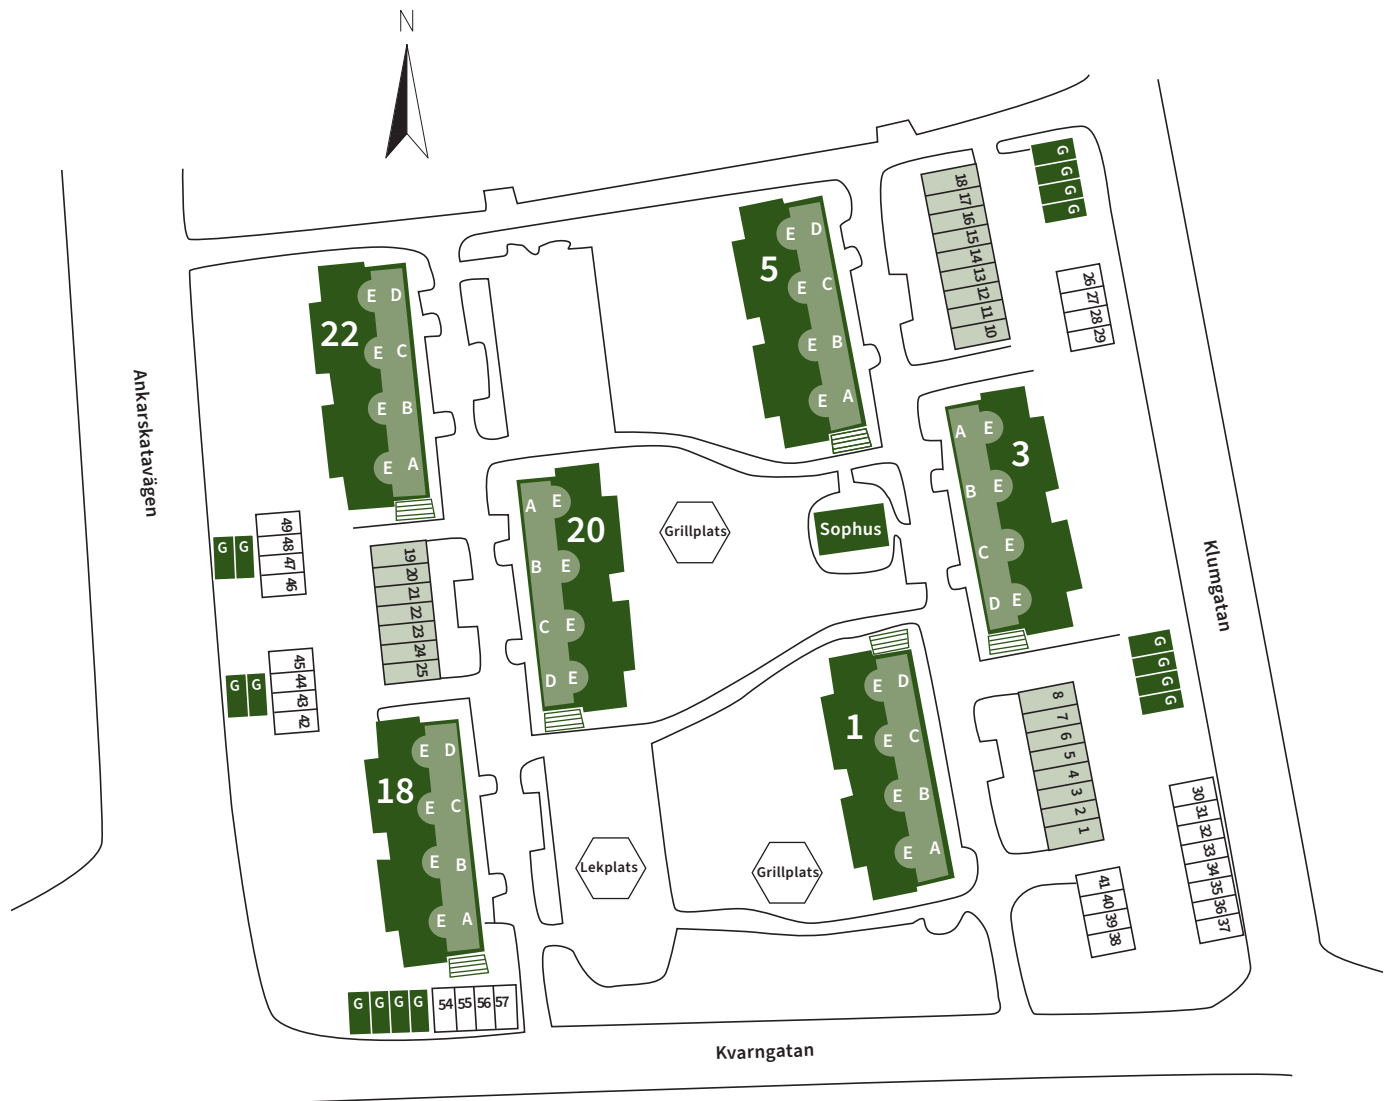 N
18
17
16
15
14
13
12
11
10
G
G
G
G
26
27
28
29
5
E D
E C
E B
E A
22
E D
E C
E B
E A
Ankarskatavägen
3
A E
B E
C E
D E
20
A E
B E
C E
D E
Grillplats
Sophus
49
48
47
46
G G
19
20
21
22
23
24
25
Klumgatan
45
44
43
42
G G
G
G
G
G
1
E D
E C
E B
E A
8
7
6
5
4
3
2
1
18
E D
E C
E B
E A
Lekplats
Grillplats
30
31
32
33
34
35
36
37
41
40
39
38
G G G G
54 55 56 57
Kvarngatan